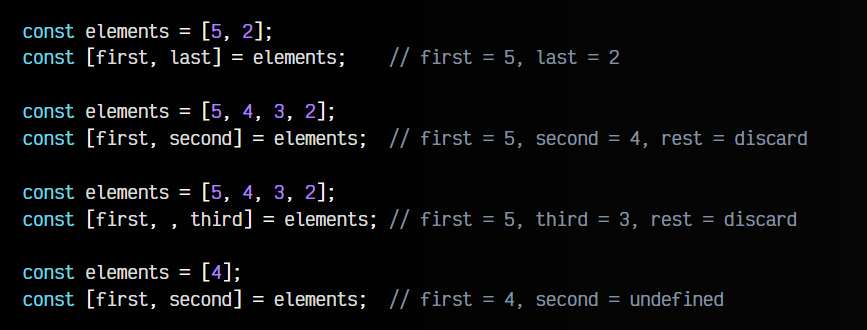 const elements = [5, 2];
const [first, last] = elements;    // first = 5, last = 2
const elements = [5, 4, 3, 2];
const [first, second] = elements;  // first = 5, second = 4, rest = discard
const elements = [5, 4, 3, 2];
const [first, , third] = elements; // first = 5, third = 3, rest = discard
const elements = [4];
const [first, second] = elements;  // first = 4, second = undefined